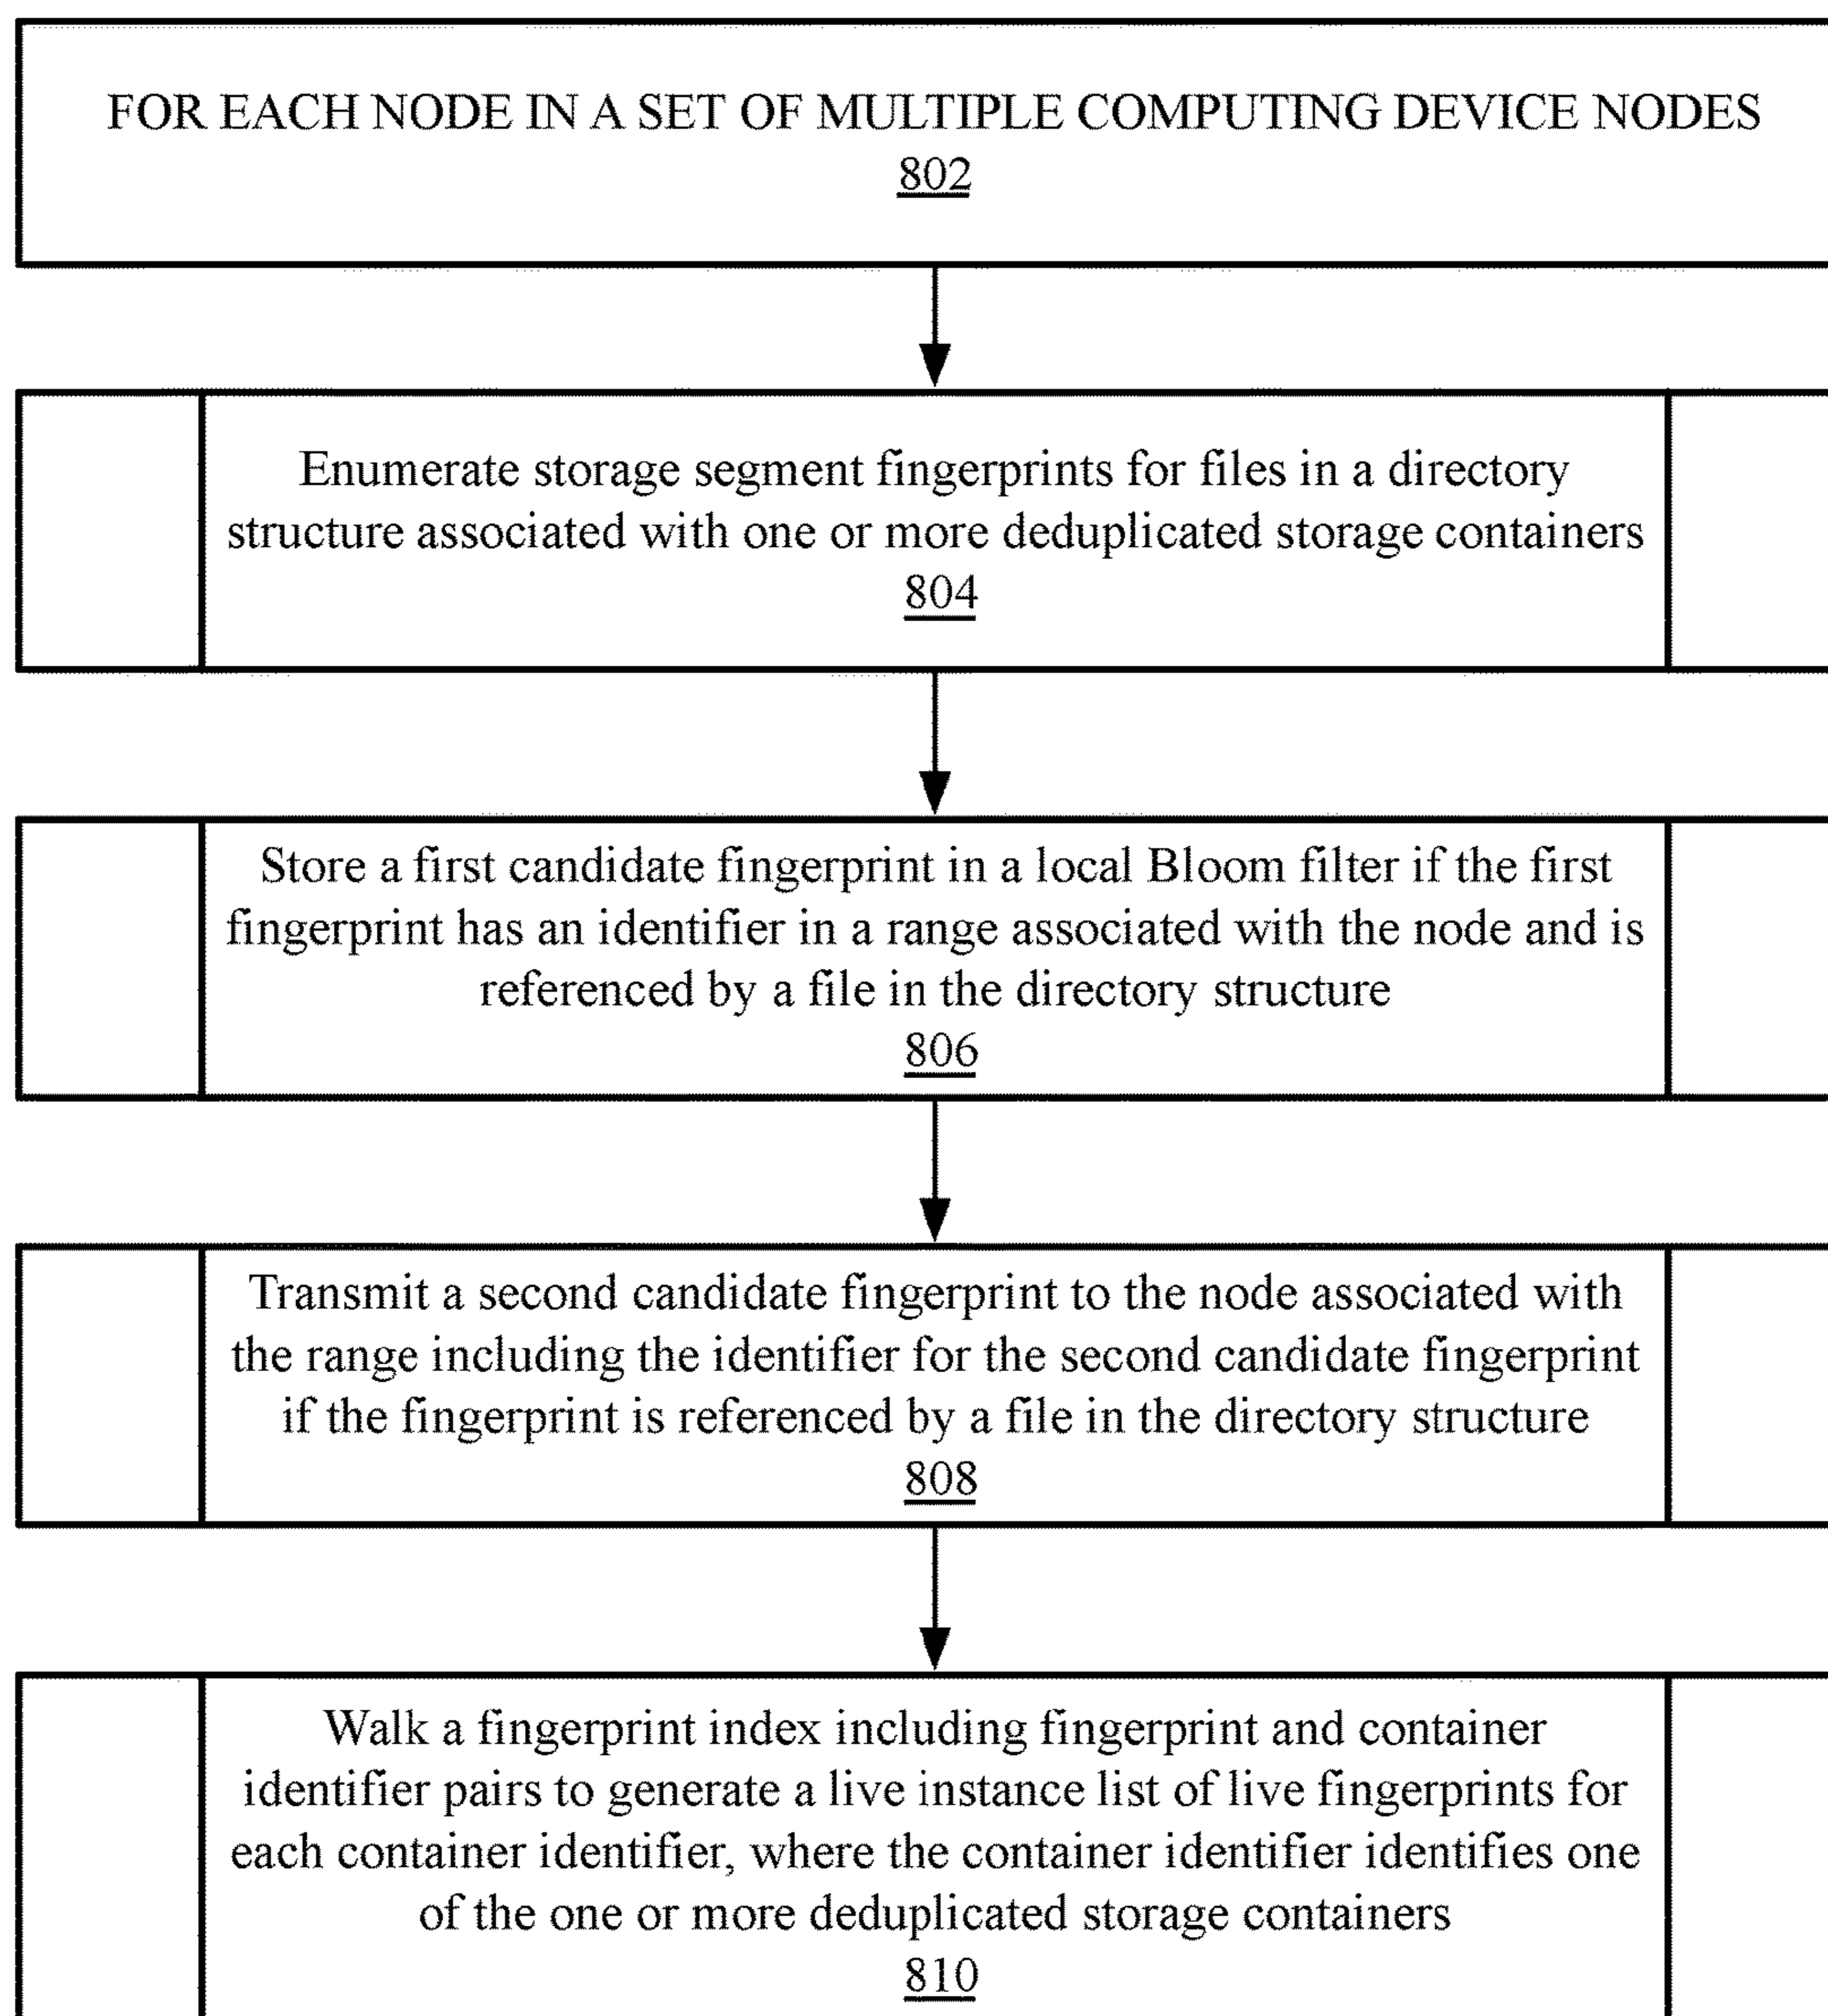 FOR EACH NODE IN A SET OF MULTIPLE COMPUTING DEVICE NODES
802
Enumerate storage segment fingerprints for files in a directory
structure associated with one or more deduplicated storage containers
804
Store a first candidate fingerprint in a local Bloom filter if the first
fingerprint has an identifier in a range associated with the node and is
referenced by a file in the directory structure
806
Transmit a second candidate fingerprint to the node associated with
the range including the identifier for the second candidate fingerprint
if the fingerprint is referenced by a file in the directory structure
808
Walk a fingerprint index including fingerprint and container
identifier pairs to generate a live instance list of live fingerprints for
each container identifier, where the container identifier identifies one
of the one or more deduplicated storage containers
810